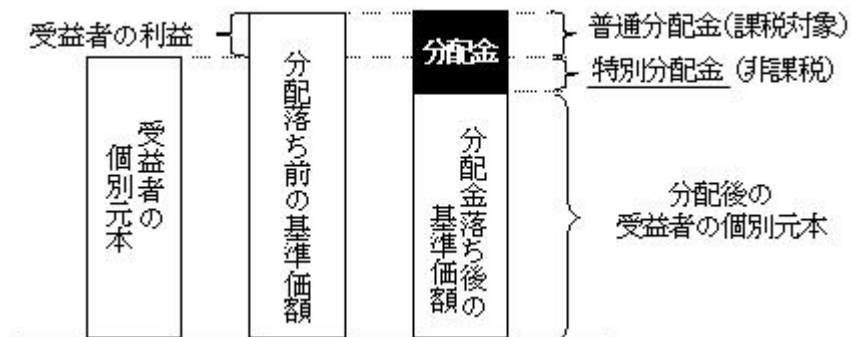 受益者の利益
分配金
普通分配金(課税対象)
特別分配金 (非課税)
受益者の
個別元本
分配落ち前の基準価額
分配金落ち後の
基準価額
分配後の
受益者の個別元本